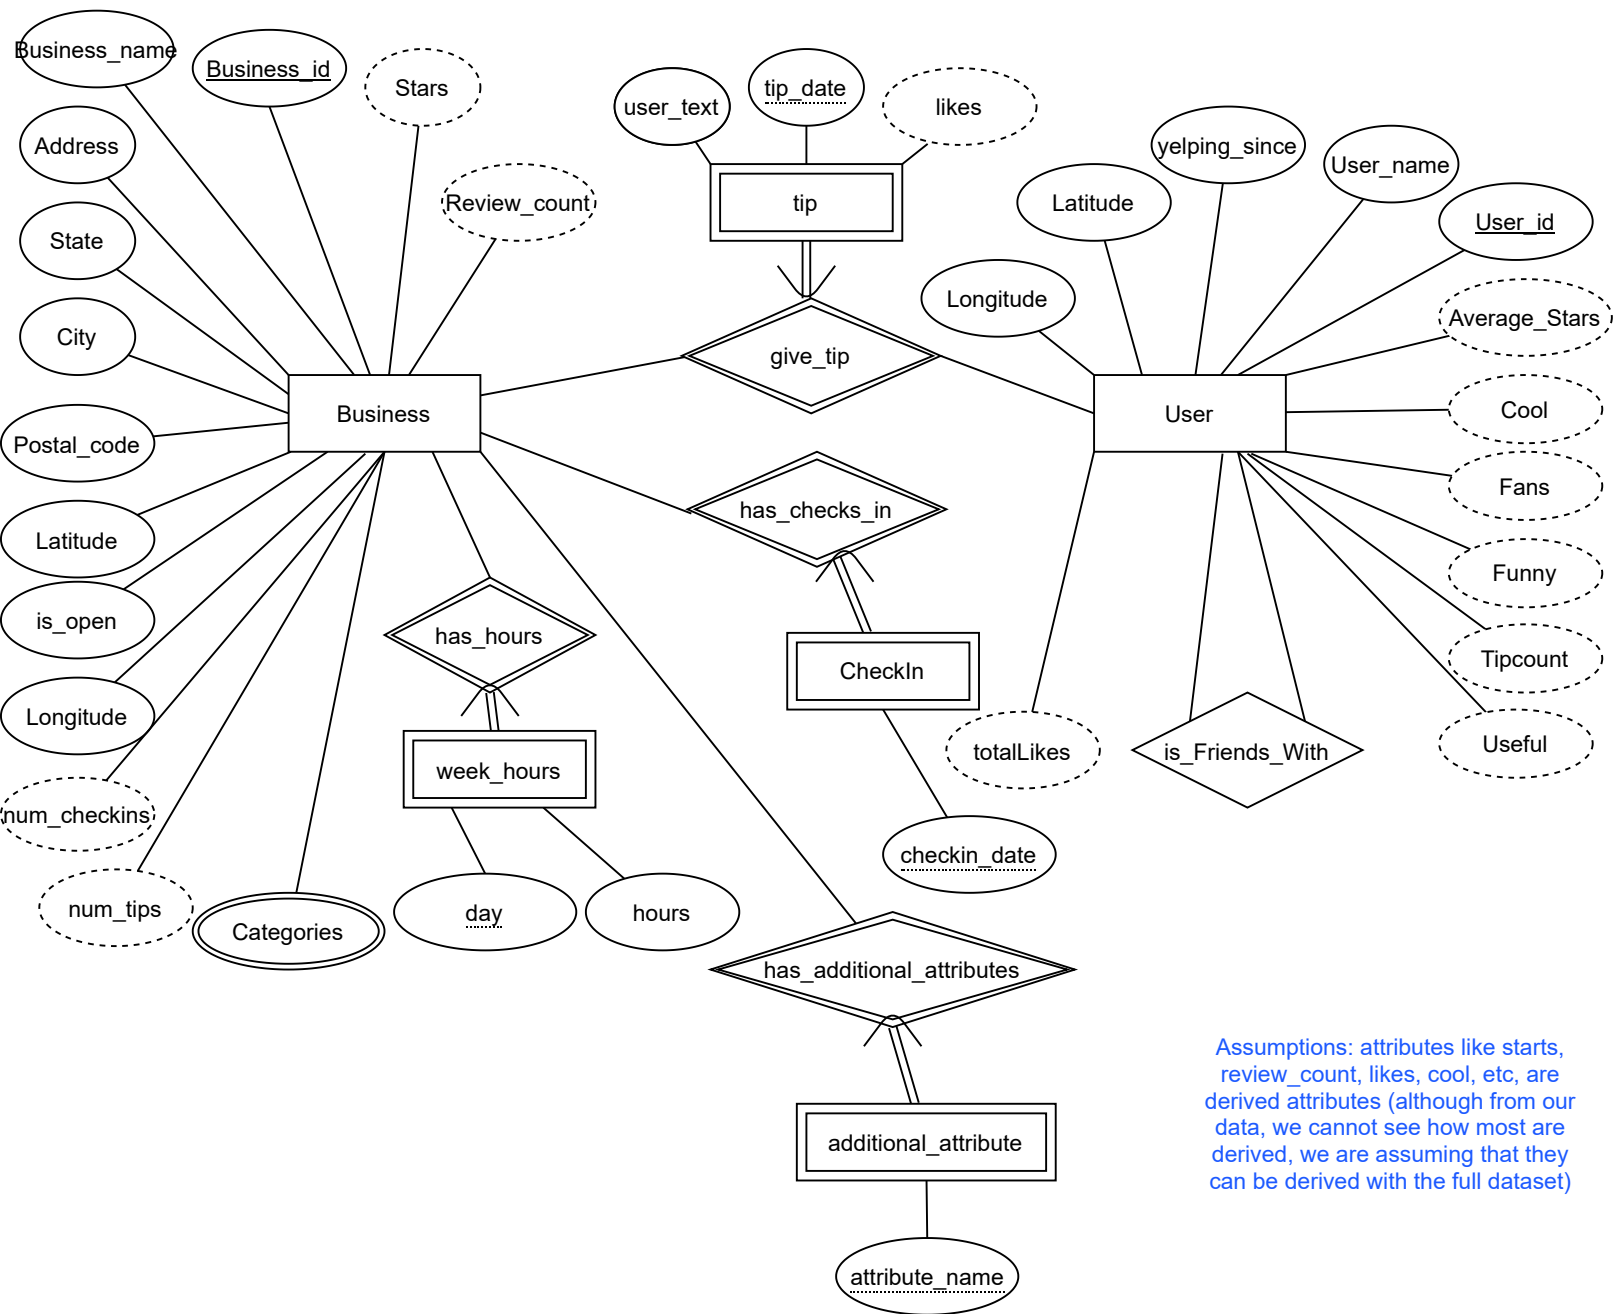 Business_name
Business_id
Stars
Address
Review_count
State
City
Postal_code
Latitude
is_open
Longitude
num_checkins
num_tips
Categories
Business
has_hours
week_hours
day
hours
user_text
tip_date
likes
tip
give_tip
has_checks_in
CheckIn
checkin_date
has_additional_attributes
additional_attribute
attribute_name
Longitude
Latitude
yelping_since
User_name
User_id
Average_Stars
Cool
Fans
Funny
Tipcount
Useful
User
totalLikes
is_Friends_With
Assumptions: attributes like starts,
review_count, likes, cool, etc, are
derived attributes (although from our
data, we cannot see how most are
derived, we are assuming that they
can be derived with the full dataset)